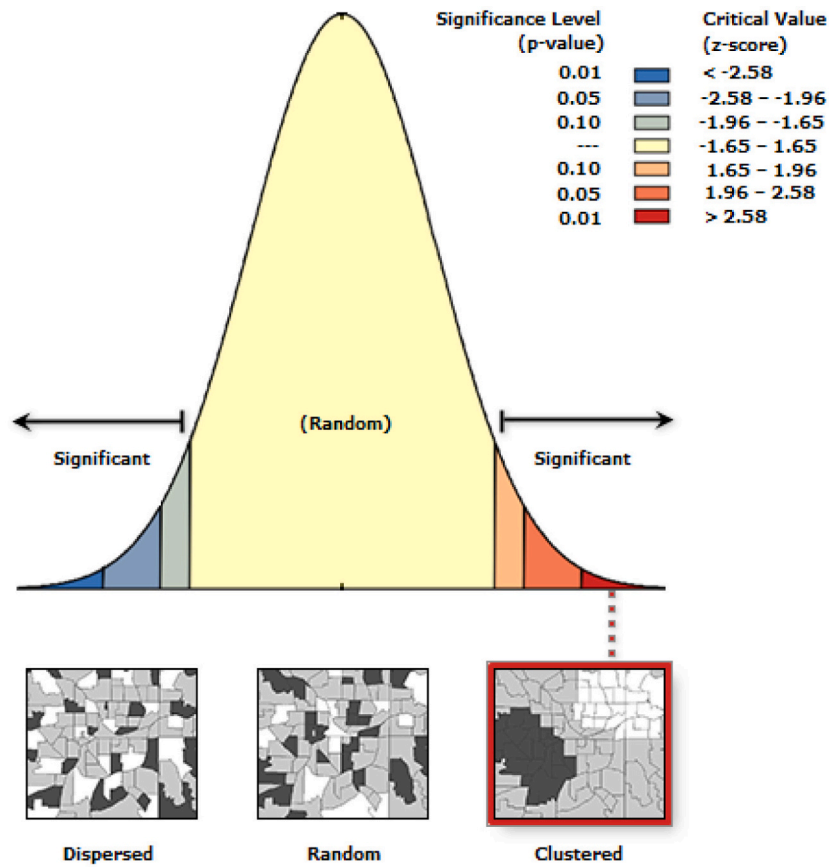 Significance Level Critical Value
(p-value) (z-score)
0.01 < -2.58
0.05 -2.58 – -1.96
0.10 -1.96 – -1.65
--- -1.65 – 1.65
0.10 1.65 – 1.96
0.05 1.96 – 2.58
0.01 > 2.58
(Random)
Significant Significant
Dispersed Random Clustered